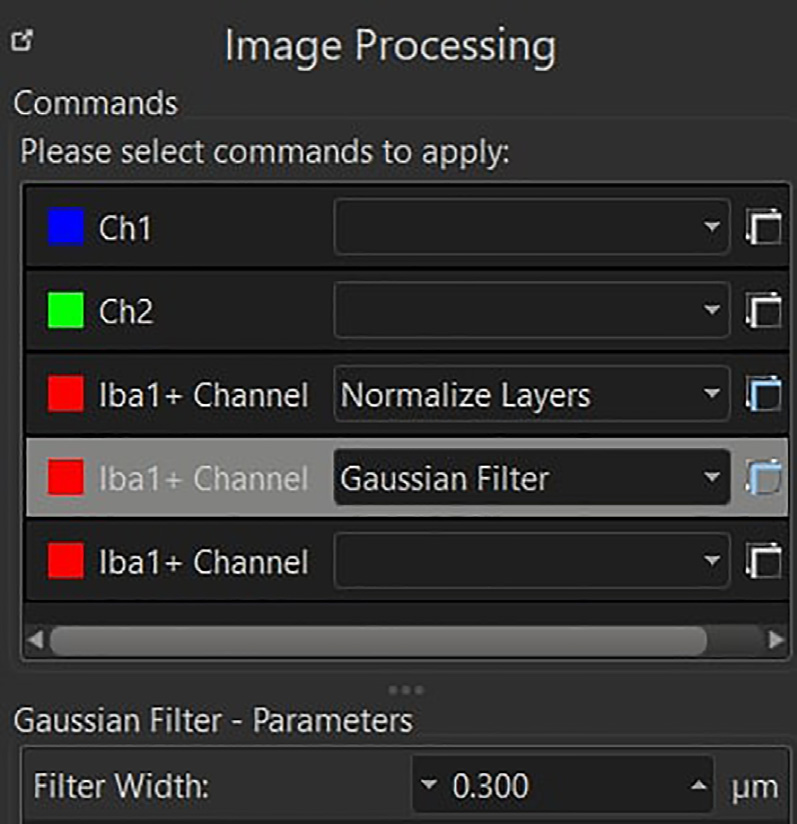 Image Processing
Commands
Please select commands to apply:
Ch1
Ch2
Iba1+ Channel Normalize Layers
Iba1+ Channel Gaussian Filter
Iba1+ Channel
Gaussian Filter - Parameters
Filter Width: 0.300 µm